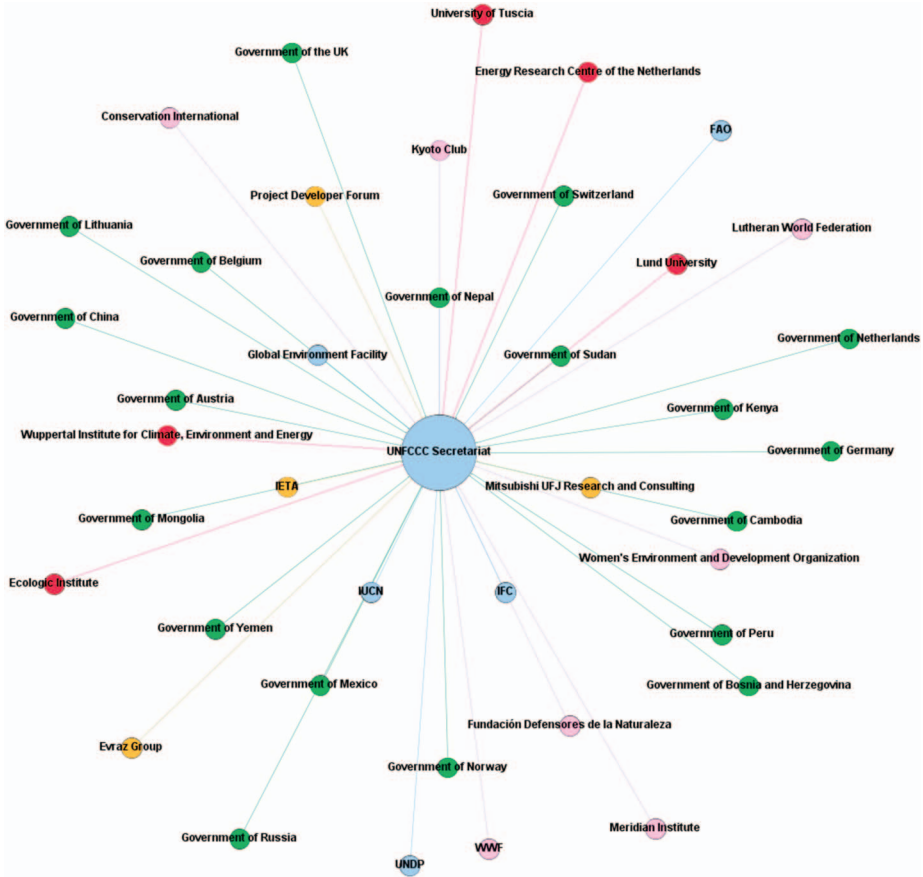 University of Tuscia
Government of the UK
Energy Research Centre of the Netherlands
Conservation International
FAO
Kyoto Club
Project Developer Forum
Government of Switzerland
Government of Lithuania
Lutheran World Federation
Government of Belgium
Lund University
Government of Nepal
Government of China
Government of Netherlands
Global Environment Facility
Government of Sudan
Government of Austria
Government of Kenya
Wuppertal Institute for Climate, Environment and Energy
UNFCCC Secretariat
Government of Germany
IETA
Mitsubishi UFJ Research and Consulting
Government of Mongolia
Government of Cambodia
Women's Environment and Development Organization
Ecologic Institute
IUCN
IFC
Government of Yemen
Government of Peru
Government of Mexico
Government of Bosnia and Herzegovina
Fundación Defensores de la Naturaleza
Evraz Group
Government of Norway
Meridian Institute
Government of Russia
WWF
UNDP